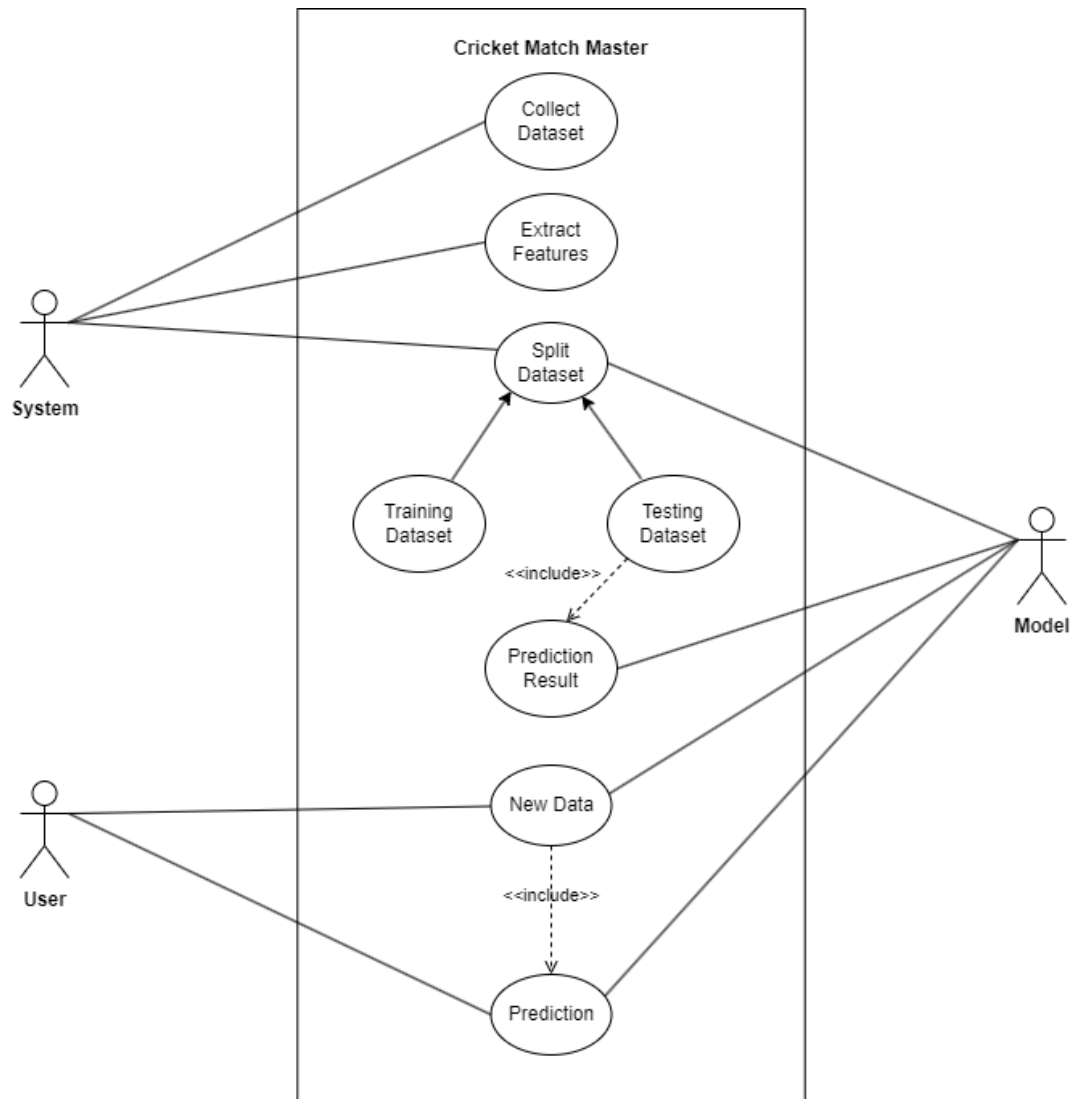 Cricket Match Master
Collect
Dataset
Extract
Features
Split
Dataset
System
Training
Dataset
Testing
Dataset
<<include>>
Model
Prediction
Result
New Data
User
<<include>>
Prediction